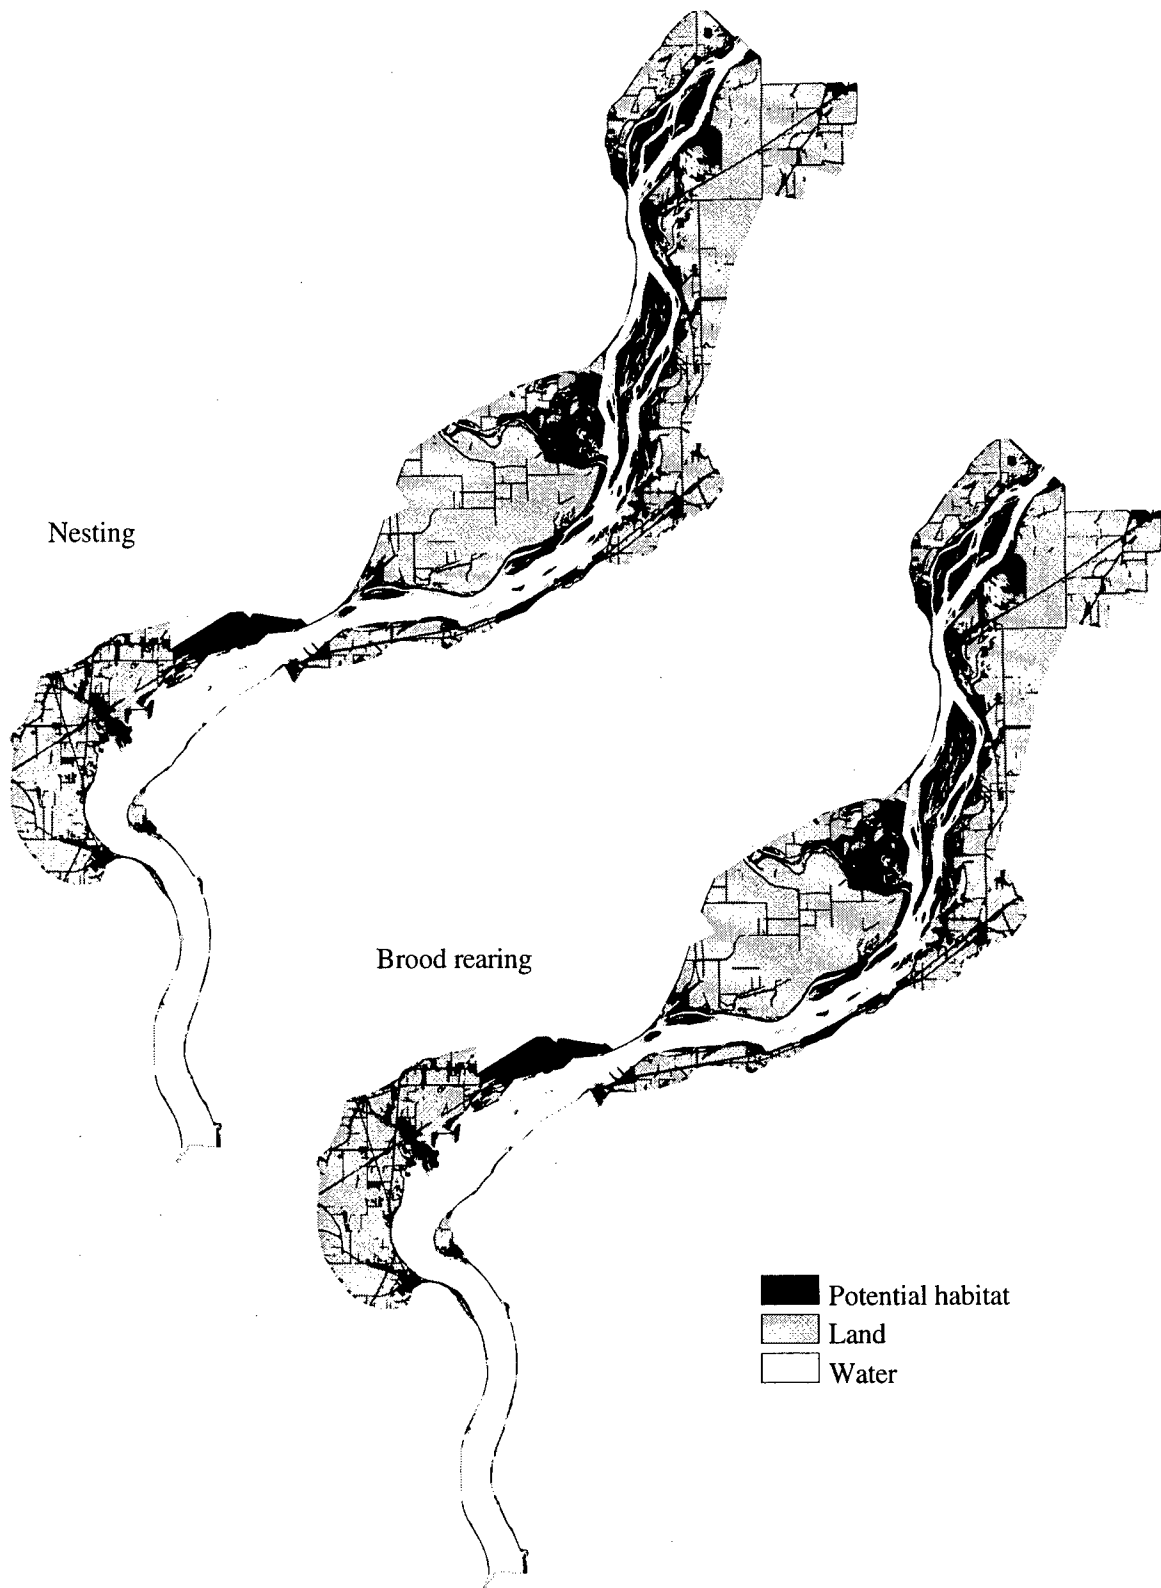 Nesting
Brood rearing
Potential habitat
Land
Water